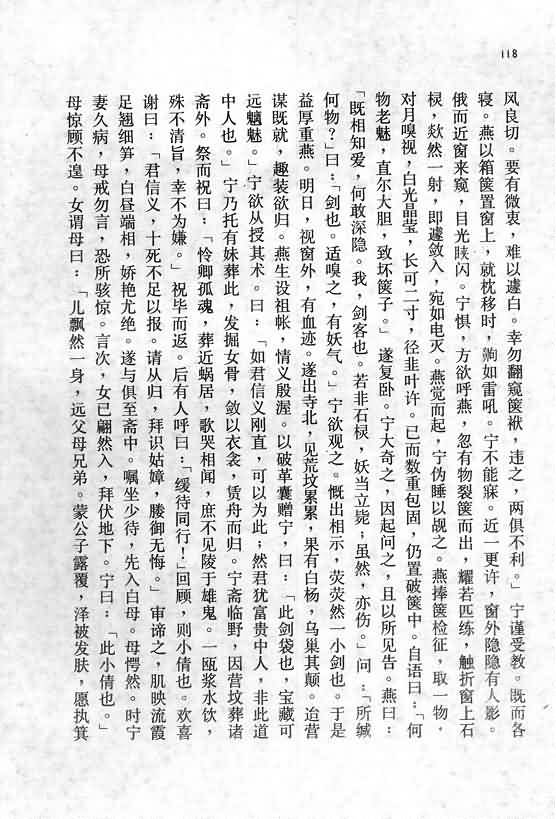 118
风良切。要有微衷，难以遽白。幸勿翻窥箧袱，违之，两俱不利。」宁谨受教。既而各
寝。燕以箱箧置窗上，就枕移时，齁如雷吼。宁不能寐。近一更许，窗外隐隐有人影。
俄而近窗来窥，目光睒闪。宁惧，方欲呼燕，忽有物裂箧而出，耀若匹练，触折窗上石
棂，欻然一射，即遽敛入，宛如电灭。燕觉而起，宁伪睡以觇之。燕捧箧检征，取一物，
对月嗅视，白光晶莹，长可二寸，径韭叶许。已而数重包固，仍置破箧中。自语曰：「何
物老魅，直尔大胆，致坏箧子。」遂复卧。宁大奇之，因起问之，且以所见告。燕曰：
「既相知爱，何敢深隐。我，剑客也。若非石棂，妖当立毙；虽然，亦伤。」问：「所缄
何物？」曰：「剑也。适嗅之，有妖气。」宁欲观之。慨出相示，荧荧然一小剑也。于是
益厚重燕。明日，视窗外，有血迹。遂出寺北，见荒坟累累，果有白杨，乌巢其颠。迨营
谋既就，趣装欲归。燕生设祖帐，情义殷渥。以破革囊赠宁，曰：「此剑袋也，宝藏可
远魑魅。」宁欲从授其术。曰：「如君信义刚直，可以为此；然君犹富贵中人，非此道
中人也。」宁乃托有妹葬此，发掘女骨，敛以衣衾，赁舟而归。宁斋临野，因营坟葬诸
斋外。祭而祝曰：「怜卿孤魂，葬近蜗居，歌哭相闻，庶不见陵于雄鬼。一瓯浆水饮，
殊不清旨，幸不为嫌。」祝毕而返。后有人呼曰：「缓待同行！」回顾，则小倩也。欢喜
谢曰：「君信义，十死不足以报。请从归，拜识姑嫜，媵御无悔。」审谛之，肌映流霞
足翘细笋，白昼端相，娇艳尤绝。遂与俱至斋中。嘱坐少待，先入白母。母愕然。时宁
妻久病，母戒勿言，恐所骇惊。言次，女已翩然入，拜伏地下。宁曰：「此小倩也。」
母惊顾不遑。女谓母曰：「儿飘然一身，远父母兄弟。蒙公子露覆，泽被发肤，愿执箕